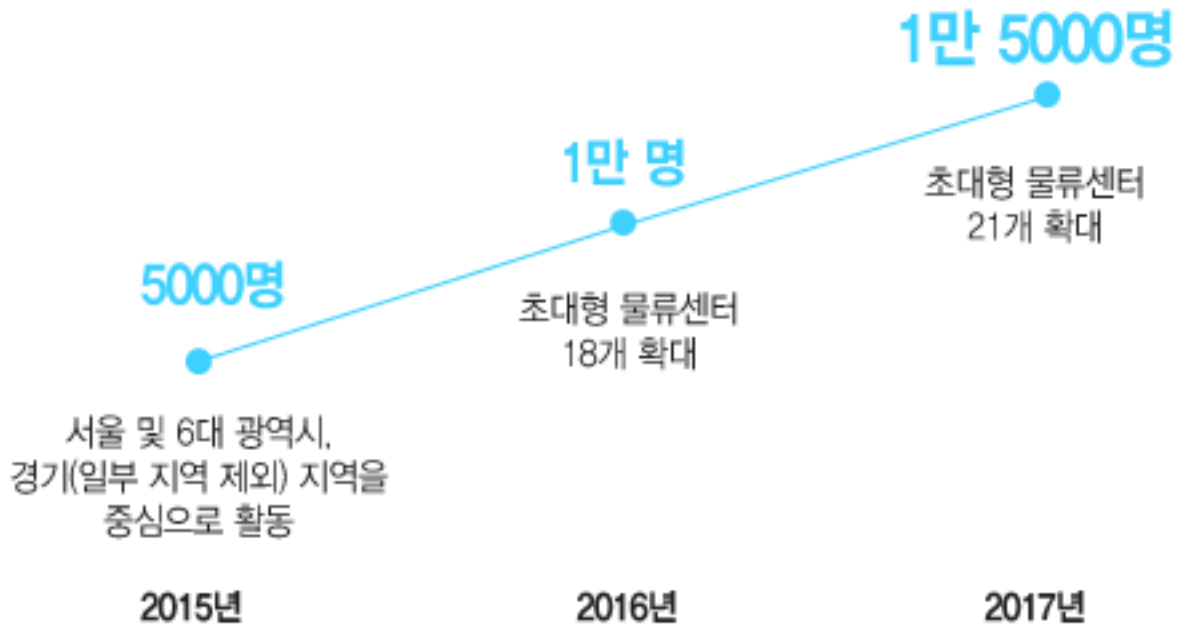 1만 5000명
초대형 물류센터
21개 확대
1만 명
초대형 물류센터
18개 확대
5000명
서울 및 6대 광역시,
경기(일부 지역 제외) 지역을
중심으로 활동
2015년 2016년 2017년